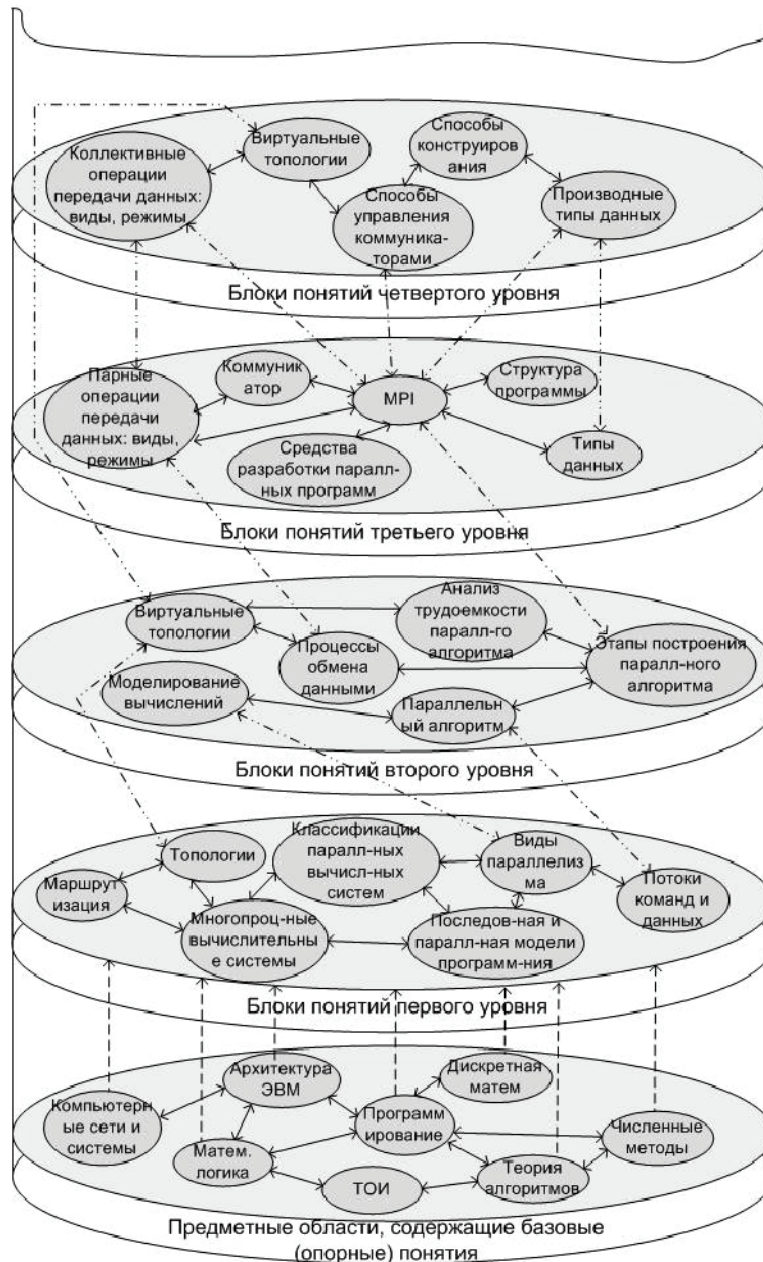 Коллективные
операции
передачи данных:
виды, режимы
Виртуальные
топологии
Способы
конструиров
ания
Способы
управления
коммуника-
торами
Производные
типы данных
Блоки понятий четвертого уровня
Парные
операции
передачи
данных: виды,
режимы
Коммуник
атор
MPI
Структура
программы
Средства
разработки паралл-
ных программ
Типы
данных
Блоки понятий третьего уровня
Виртуальные
топологии
Анализ
трудоемкости
паралл-го
алгоритма
Процессы
обмена
данными
Этапы построения
паралл-ного
алгоритма
Моделирование
вычислений
Параллельн
ый алгоритм
Блоки понятий второго уровня
Топологии
Классификации
паралл-ных
вычисл-ных
систем
Виды
параллелиз
ма
Маршрут
изация
Потоки
команд и
данных
Многопроц-ные
вычислительны
е системы
Последов-ная и
паралл-ная модели
программ-ния
Блоки понятий первого уровня
Архитектура
ЭВМ
Дискретная
матем
Компьютерн
ые сети и
системы
Программ
ирование
Численные
методы
Матем.
логика
ТОИ
Теория
алгоритмов
Предметные области, содержащие базовые
(опорные) понятия